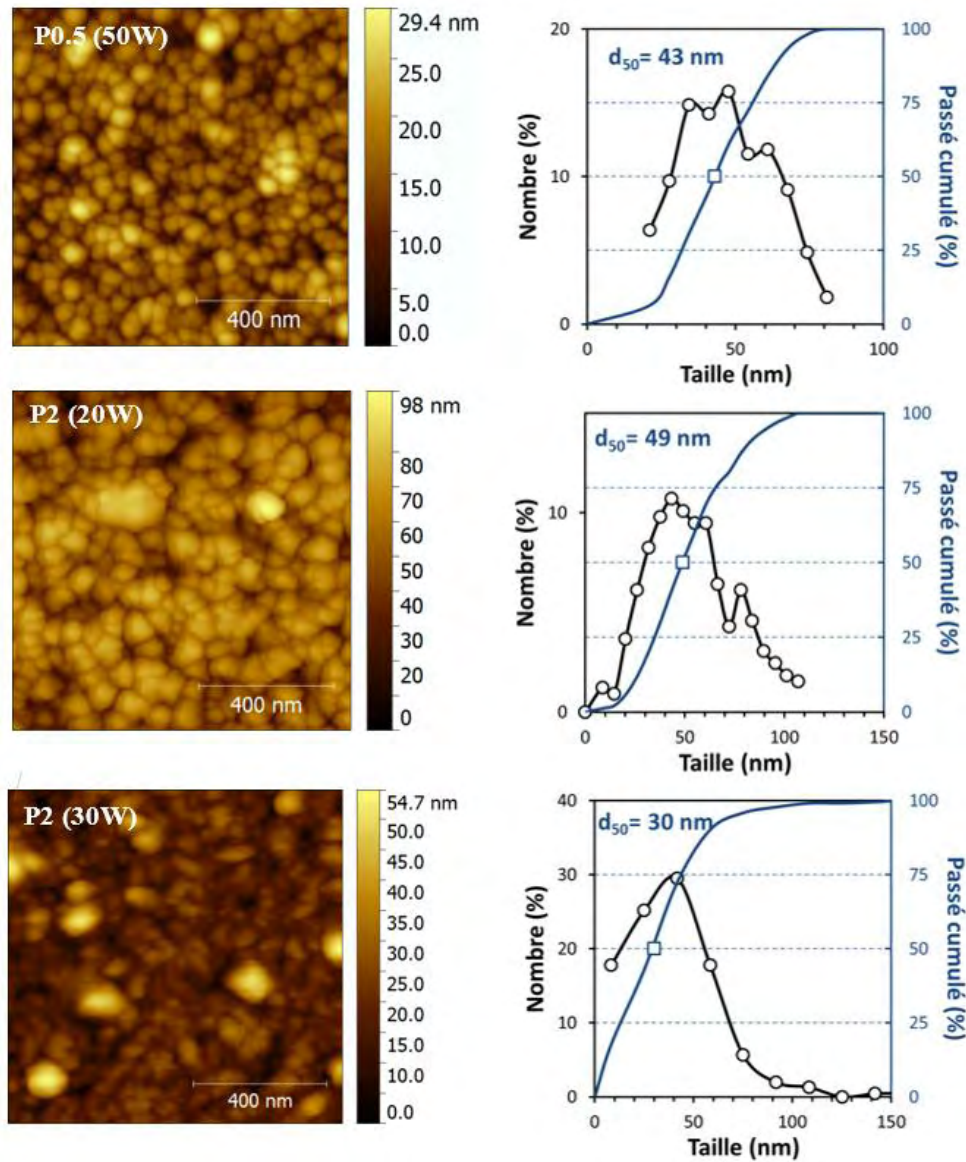 P0.5 (50W)
29.4 nm
25.0
20.0
15.0
10.0
5.0
0.0
400 nm
d50= 43 nm
Nombre (%)
20
10
0
Passé cumulé (%)
100
75
50
25
0
0 50 100
Taille (nm)
P2 (20W)
98 nm
80
70
60
50
40
30
20
0
400 nm
d50= 49 nm
Nombre (%)
10
0
Passé cumulé (%)
100
75
50
25
0
0 50 100 150
Taille (nm)
P2 (30W)
54.7 nm
50.0
45.0
40.0
35.0
30.0
25.0
20.0
15.0
10.0
0.0
400 nm
d50= 30 nm
Nombre (%)
40
30
20
10
0
Passé cumulé (%)
100
75
50
25
0
0 50 100 150
Taille (nm)